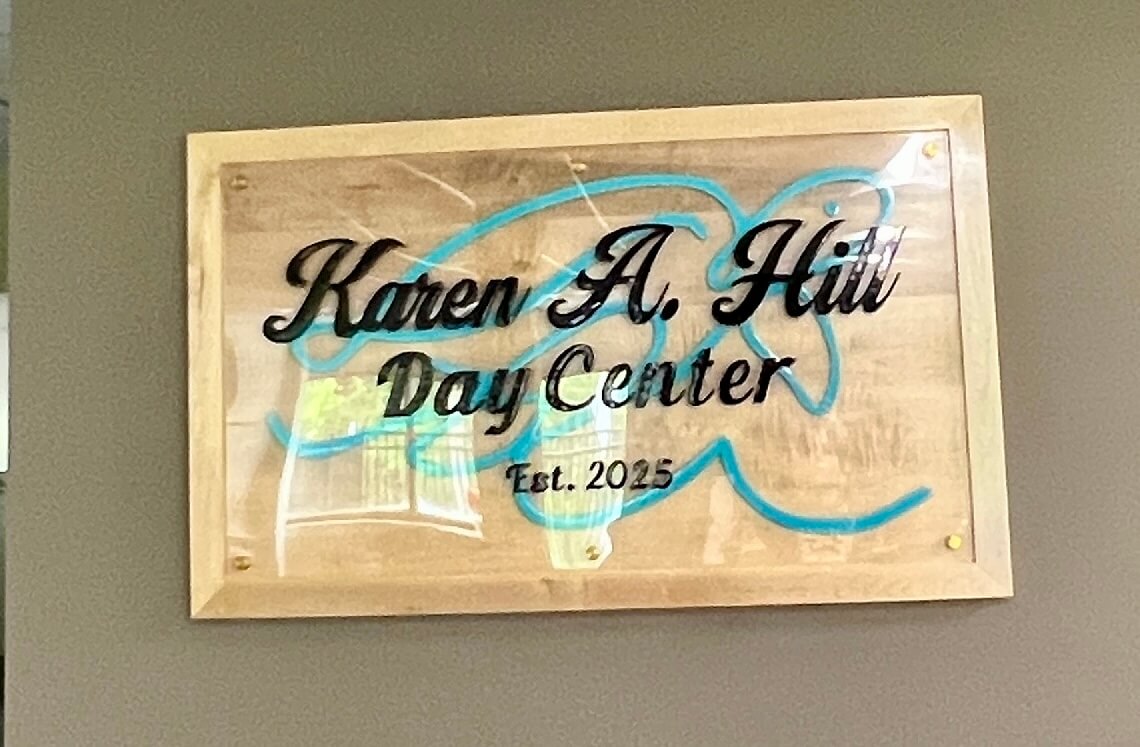 Karen A. Hill
Day Center
Est. 2025